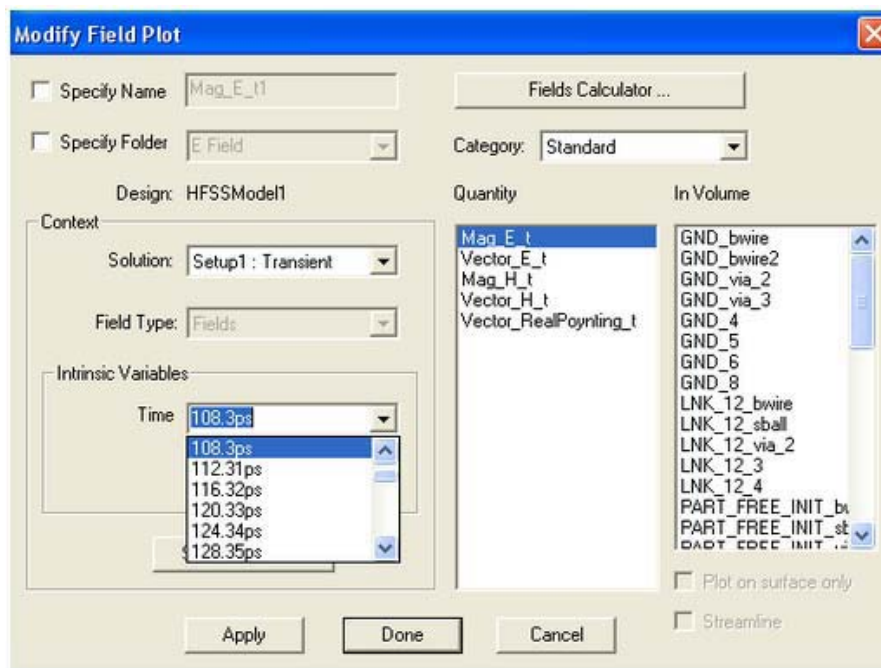 Modify Field Plot
Specify Name
Mag_E_t1
Fields Calculator ...
Specify Folder
E Field
Category:
Standard
Design:
HFSSModel1
Quantity
In Volume
Context
Solution:
Setup1 : Transient
Field Type:
Fields
Intrinsic Variables
Time
108.3ps
108.3ps
112.31ps
116.32ps
120.33ps
124.34ps
128.35ps
Mag_E_t
Vector_E_t
Mag_H_t
Vector_H_t
Vector_RealPoynting_t
GND_bwire
GND_bwire2
GND_via_2
GND_via_3
GND_4
GND_5
GND_6
GND_8
LNK_12_bwire
LNK_12_sball
LNK_12_via_2
LNK_12_3
LNK_12_4
PART_FREE_INIT_b
PART_FREE_INIT_st
Plot on surface only
Streamline
Apply
Done
Cancel